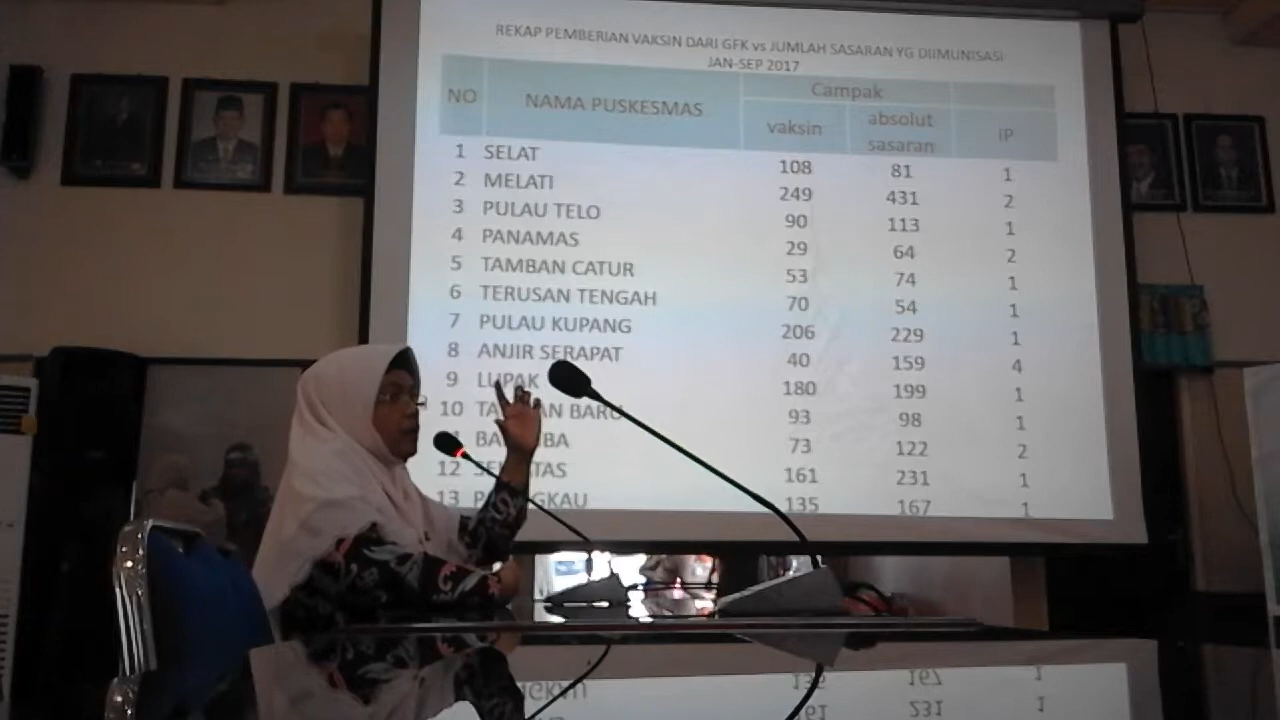 REKAP PEMBERIAN VAKSIN DARI GFK vs JUMLAH SASARAN YG DIIMUNISASI
JAN-SEP 2017
NO NAMA PUSKESMAS Campak
vaksin absolut sasaran IP
1 SELAT 108 81 1
2 MELATI 249 431 2
3 PULAU TELO 90 113 1
4 PANAMAS 29 64 2
5 TAMBAN CATUR 53 74 1
6 TERUSAN TENGAH 70 54 1
7 PULAU KUPANG 206 229 1
8 ANJIR SERAPAT 40 159 4
9 LUPAK 180 199 1
10 BARU 93 98 1
73 122 2
12 161 231 1
13 135 167 1